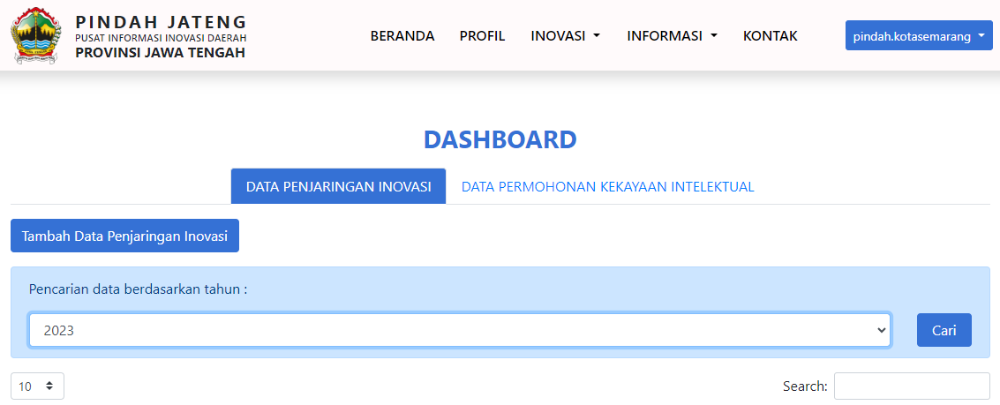 PINDAH JATENG
PUSAT INFORMASI INOVASI DAERAH
PROVINSI JAWA TENGAH
BERANDA PROFIL INOVASI INFORMASI KONTAK
pindah.kotasemarang
DASHBOARD
DATA PENJARINGAN INOVASI DATA PERMOHONAN KEKAYAAN INTELEKTUAL
Tambah Data Penjaringan Inovasi
Pencarian data berdasarkan tahun :
2023 Cari
10 Search: